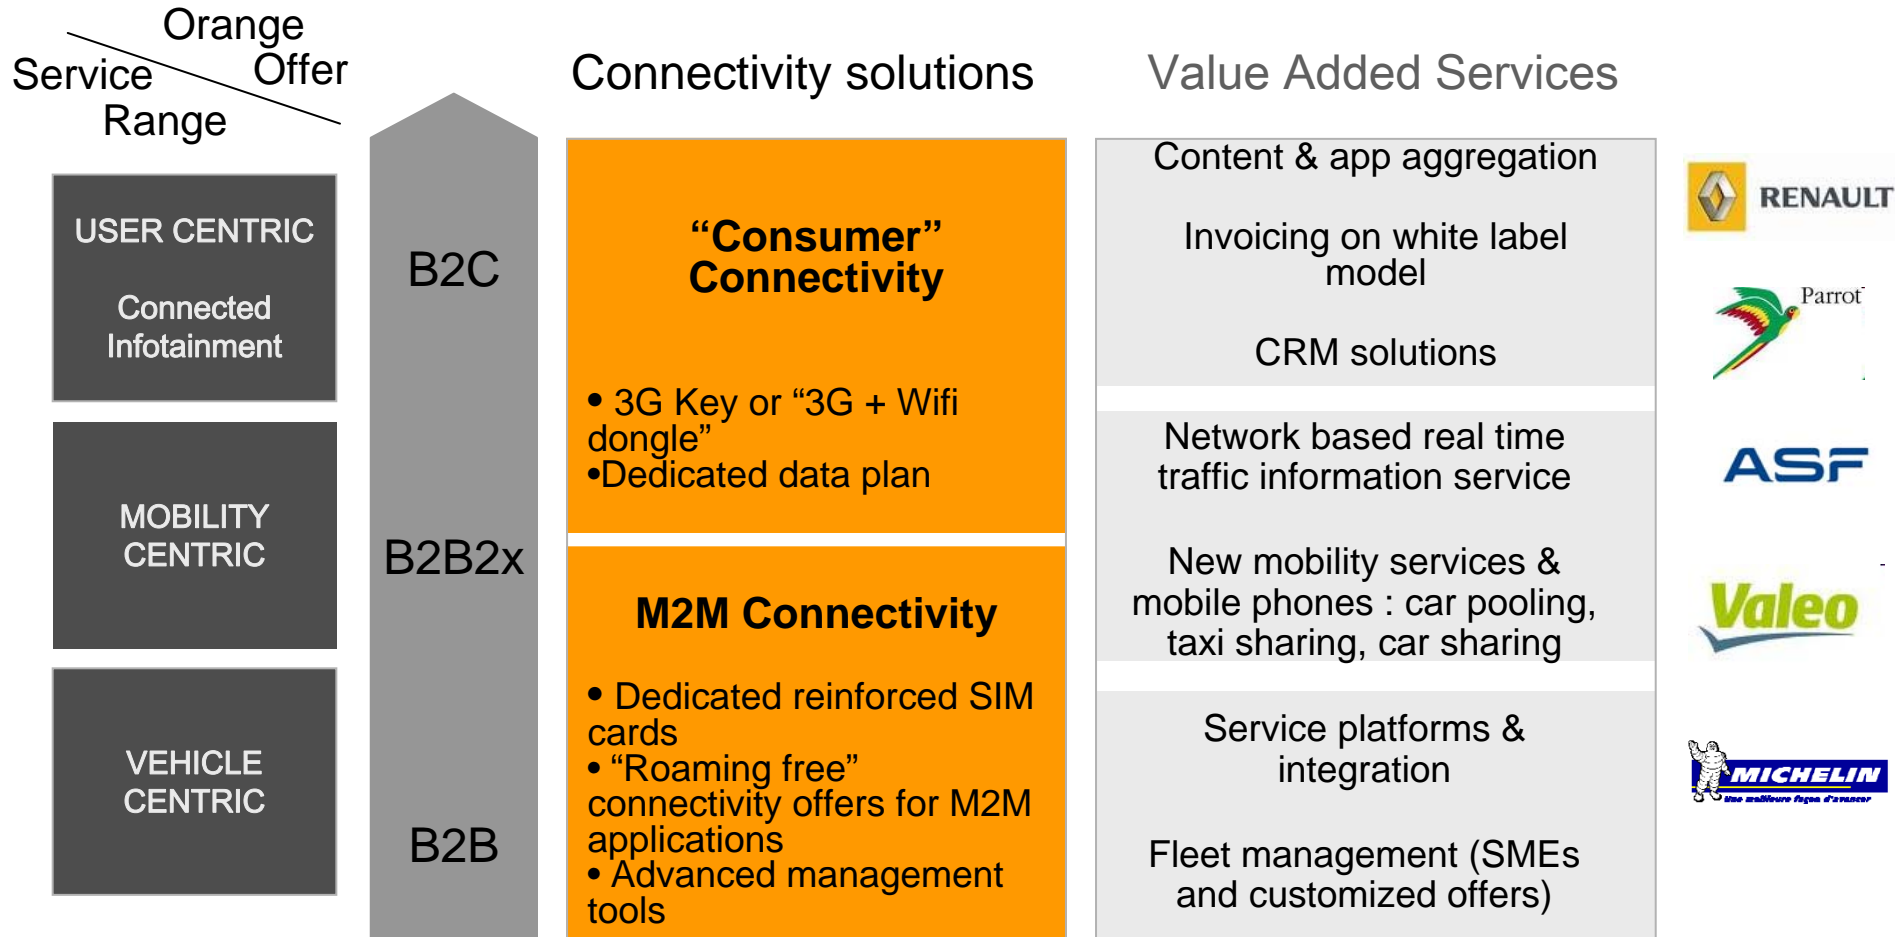 Orange
Offer
Service
Range
Connectivity solutions
Value Added Services
USER CENTRIC
Connected
Infotainment
MOBILITY
CENTRIC
VEHICLE
CENTRIC
B2C
B2B2x
B2B
“Consumer”
Connectivity
• 3G Key or “3G + Wifi
dongle”
•Dedicated data plan
M2M Connectivity
• Dedicated reinforced SIM
cards
• “Roaming free”
connectivity offers for M2M
applications
• Advanced management
tools
Content & app aggregation
Invoicing on white label
model
CRM solutions
Network based real time
traffic information service
New mobility services &
mobile phones : car pooling,
taxi sharing, car sharing
Service platforms &
integration
Fleet management (SMEs
and customized offers)
RENAULT
Parrot
ASF
Valeo
MICHELIN
Une meilleure façon d'avancer